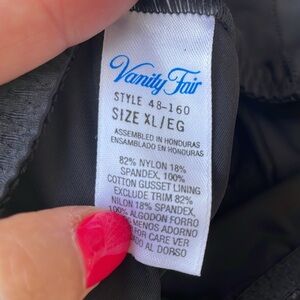 Vanity Fair
STYLE 48-160
SIZE XL/EG
ASSEMBLED IN HONDURAS
ENSAMBLADO EN HONDURAS
82% NYLON 18%
SPANDEX, 100%
COTTON GUSSET LINING
EXCLUDE TRIM 82%
NILON 18% SPANDEX,
100% ALGODON FORRO
MENOS ADORNO
FOR CARE VER
AL DORSO